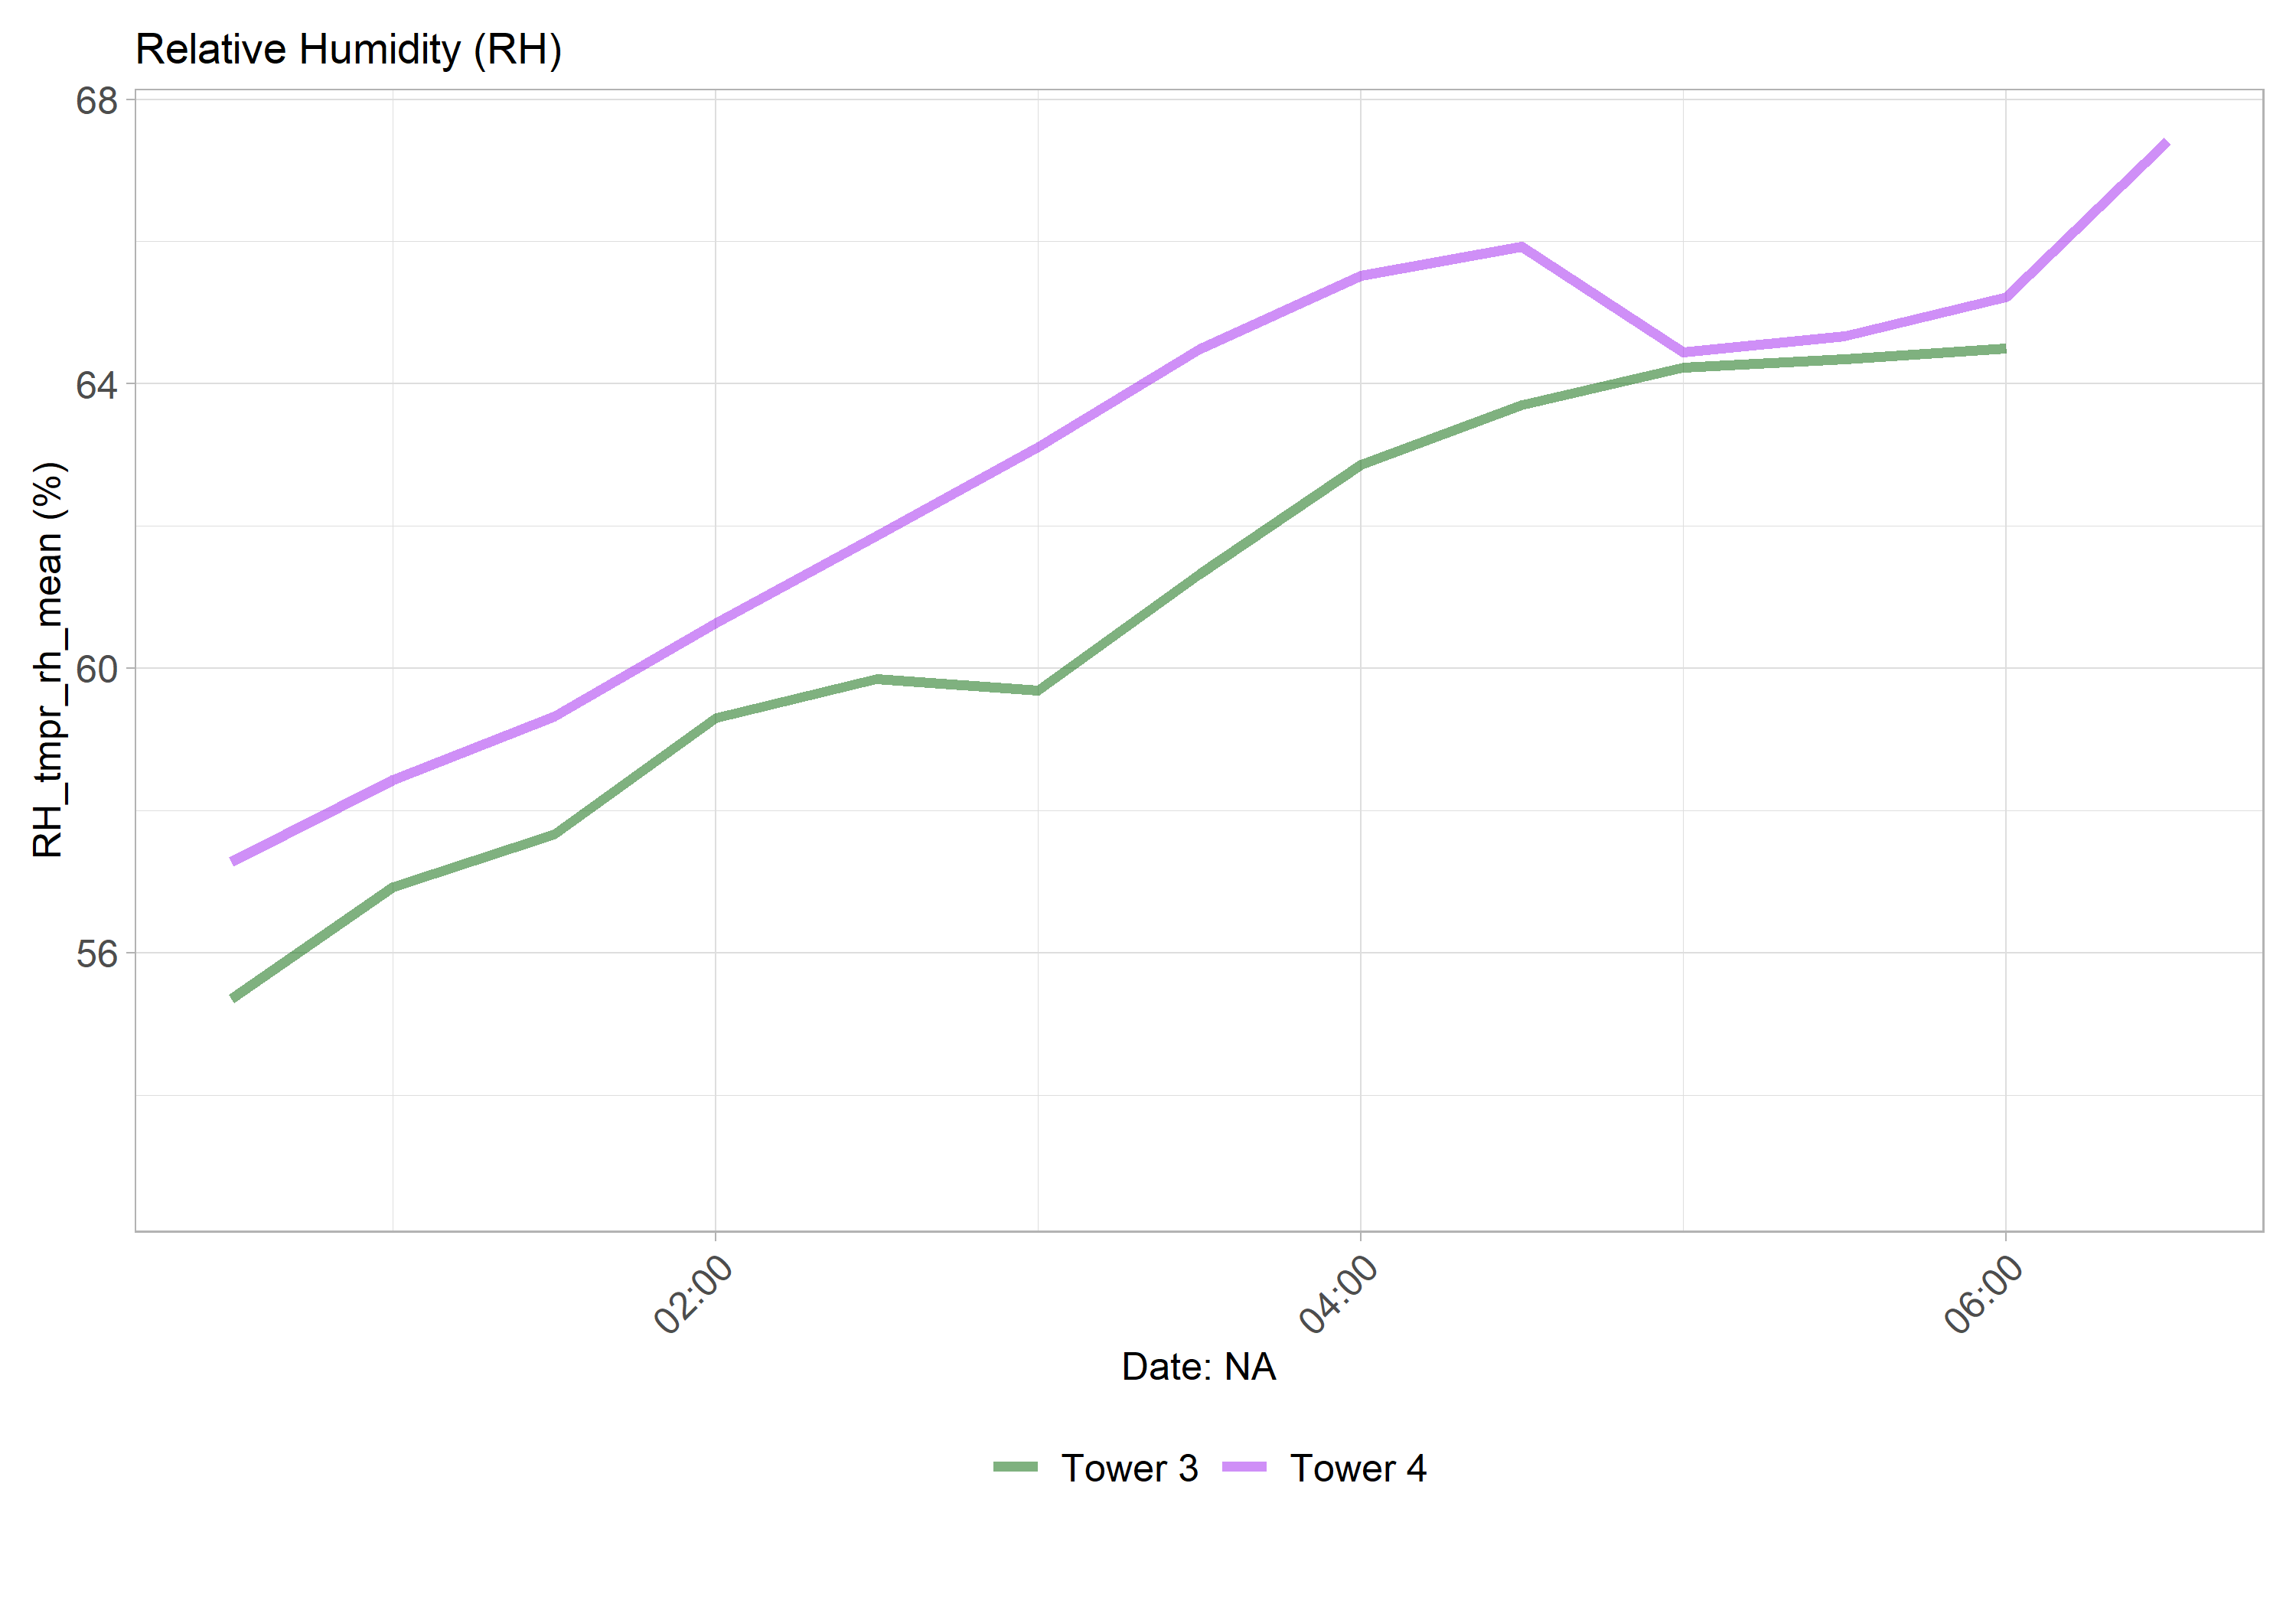 Relative Humidity (RH)
68
64
60
56
RH_tmpr_rh_mean (%)
02:00
04:00
06:00
Date: NA
Tower 3
Tower 4